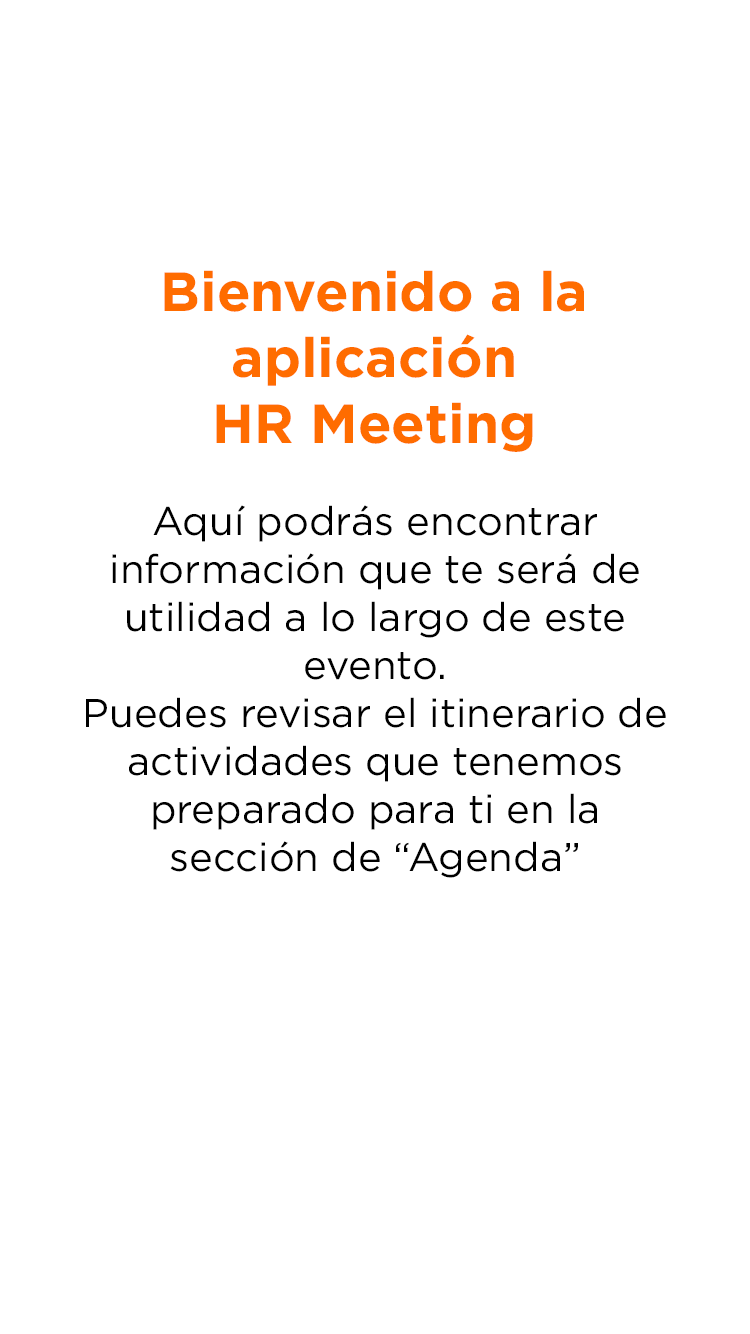 Bienvenido a la
aplicación
HR Meeting
Aquí podrás encontrar
información que te será de
utilidad a lo largo de este
evento.
Puedes revisar el itinerario de
actividades que tenemos
preparado para ti en la
sección de “Agenda”